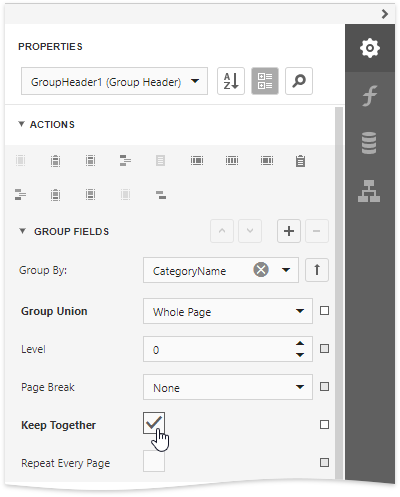 PROPERTIES
GroupHeader1 (Group Header)
A
Z
ACTIONS
GROUP FIELDS
Group By: CategoryName
Group Union Whole Page
Level 0
Page Break None
Keep Together
Repeat Every Page